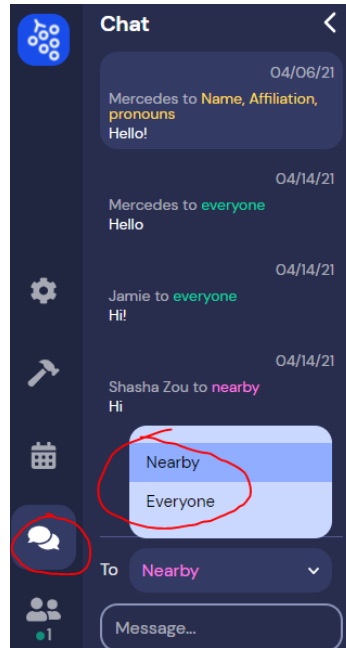 Chat
04/06/21
Mercedes to Name, Affiliation,
pronouns
Hello!
04/14/21
Mercedes to everyone
Hello
04/14/21
Jamie to everyone
Hi!
04/14/21
Shasha Zou to nearby
Hi
Nearby
Everyone
To Nearby
Message...
1